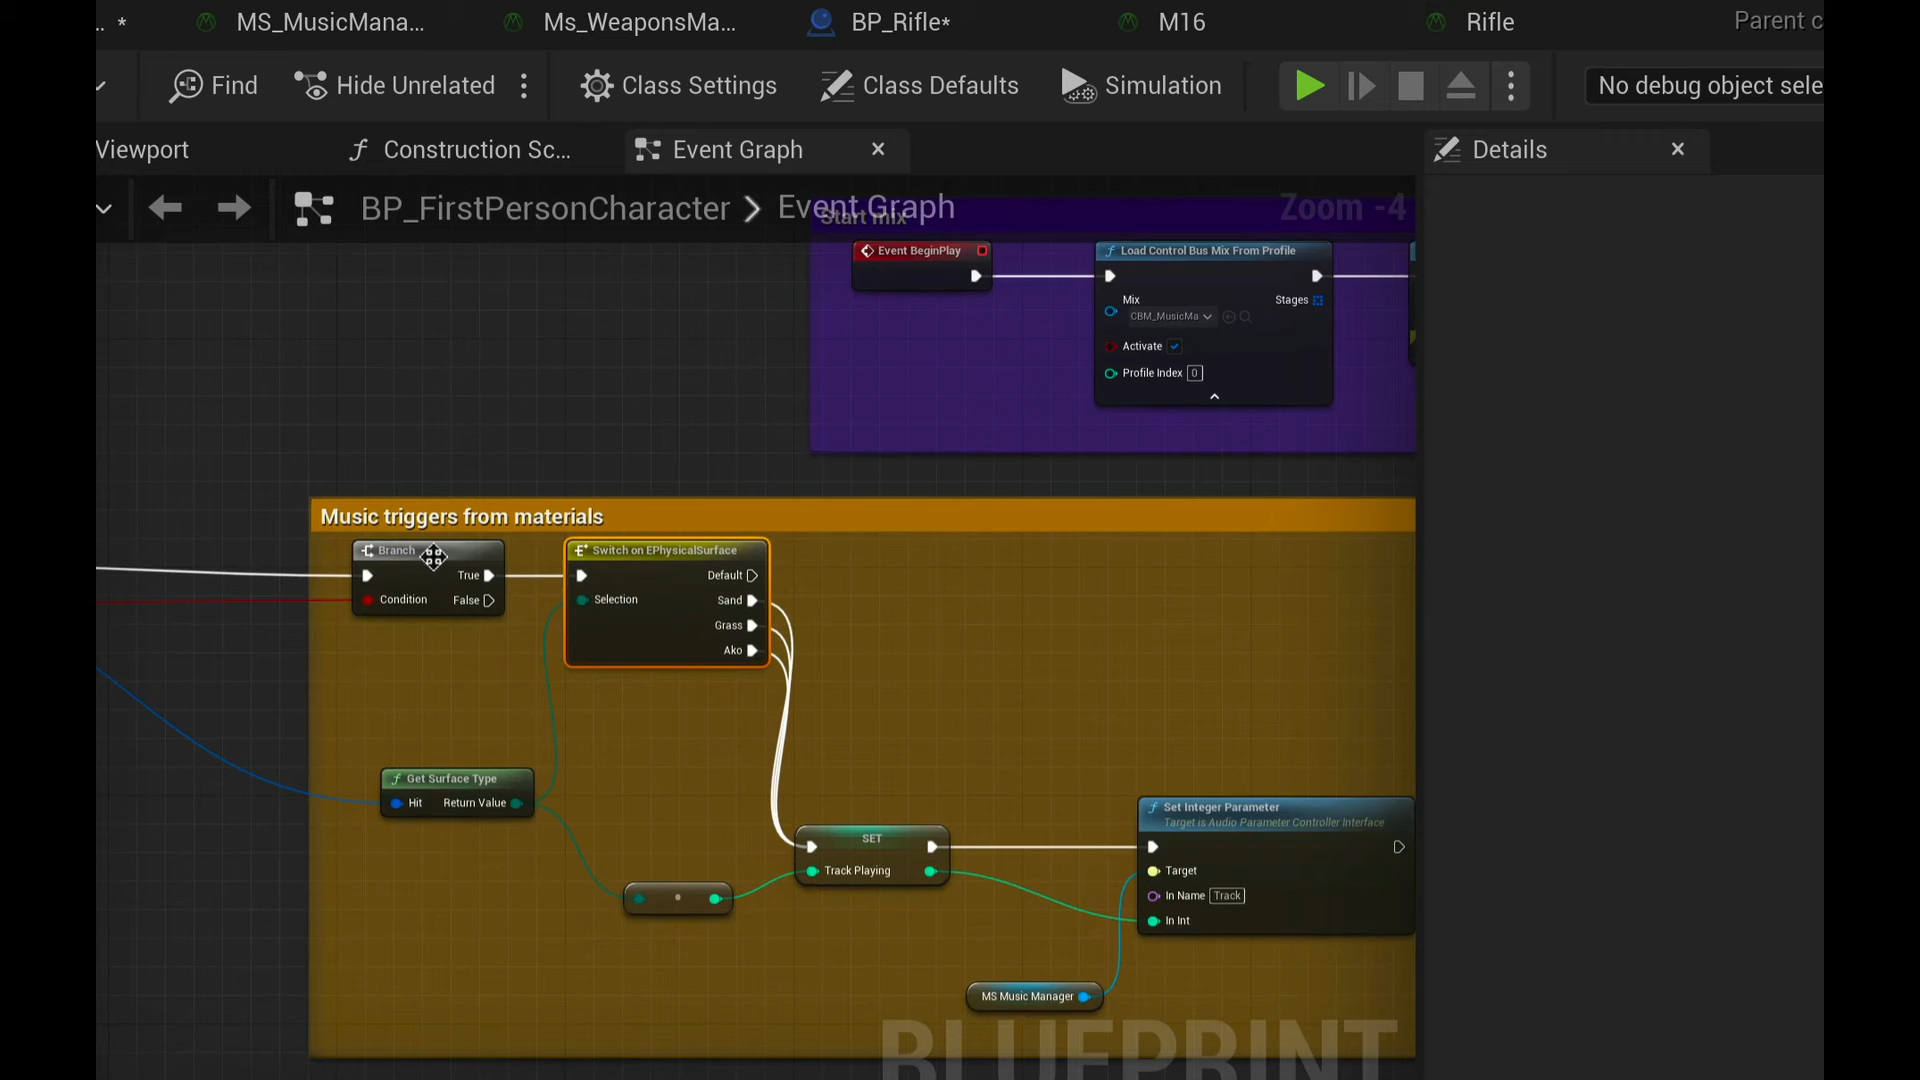 .. *
MS_MusicMana...
Ms_WeaponsMa...
BP_Rifle*
M16
Rifle
Parent c
Find
Hide Unrelated
Class Settings
Class Defaults
Simulation
No debug object sele
Viewport
Construction Sc...
Event Graph
Details
BP_FirstPersonCharacter
Event Graph
Zoom -4
Start mix
Event BeginPlay
Load Control Bus Mix From Profile
Mix
Stages
CBM_MusicMa
Activate
Profile Index 0
Music triggers from materials
Branch
True
Condition
False
Switch on EPhysicalSurface
Default
Selection
Sand
Grass
Ako
Get Surface Type
Hit
Return Value
SET
Track Playing
Set Integer Parameter
Target is Audio Parameter Controller Interface
Target
In Name Track
In Int
MS Music Manager
BLUEPRINT